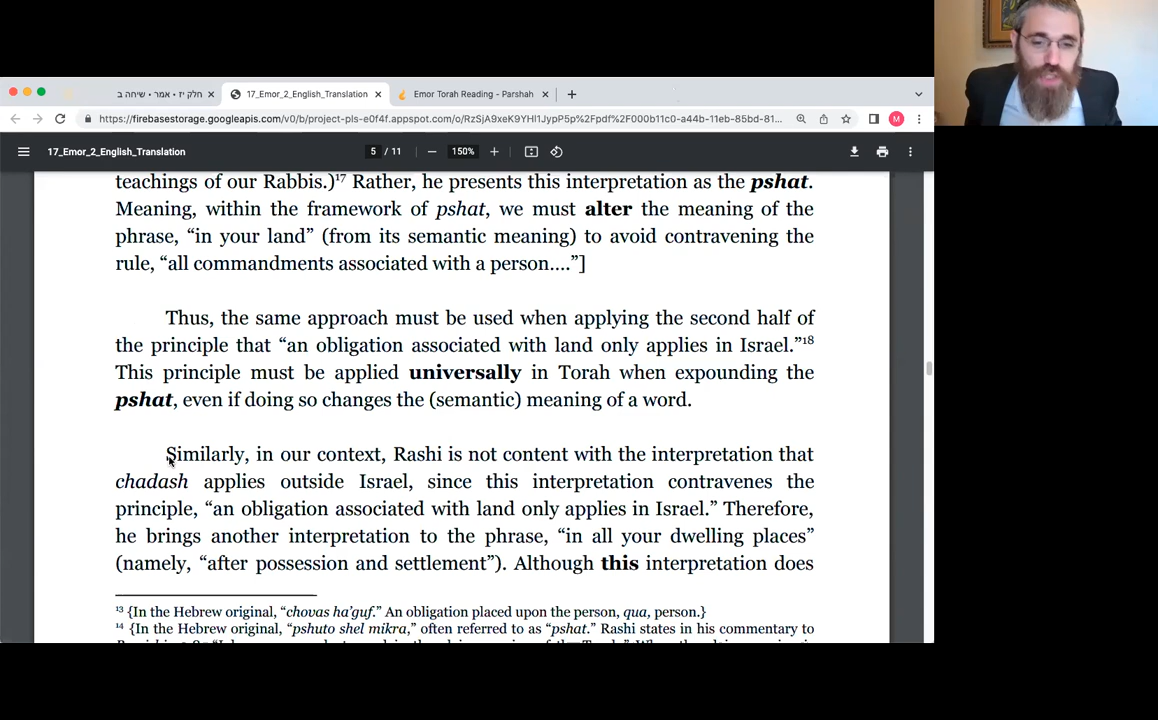 חלק יז • אמר • שיחה ב
17_Emor_2_English_Translation
Emor Torah Reading - Parshah
https://firebasestorage.googleapis.com/v0/b/project-pls-e0f4f.appspot.com/o/RzSjA9xeK9YHl1JypP5p%2Fpdf%2F000b11c0-a44b-11eb-85bd-81...
M
17_Emor_2_English_Translation
5 / 11
150%
teachings of our Rabbis.)17 Rather, he presents this interpretation as the pshat.
Meaning, within the framework of pshat, we must alter the meaning of the
phrase, “in your land” (from its semantic meaning) to avoid contravening the
rule, “all commandments associated with a person....”]
Thus, the same approach must be used when applying the second half of
the principle that “an obligation associated with land only applies in Israel.”18
This principle must be applied universally in Torah when expounding the
pshat, even if doing so changes the (semantic) meaning of a word.
Similarly, in our context, Rashi is not content with the interpretation that
chadash applies outside Israel, since this interpretation contravenes the
principle, “an obligation associated with land only applies in Israel.” Therefore,
he brings another interpretation to the phrase, “in all your dwelling places”
(namely, “after possession and settlement”). Although this interpretation does
13 {In the Hebrew original, “chovas ha’guf.” An obligation placed upon the person, qua, person.}
14 {In the Hebrew original, “pshuto shel mikra,” often referred to as “pshat.” Rashi states in his commentary to